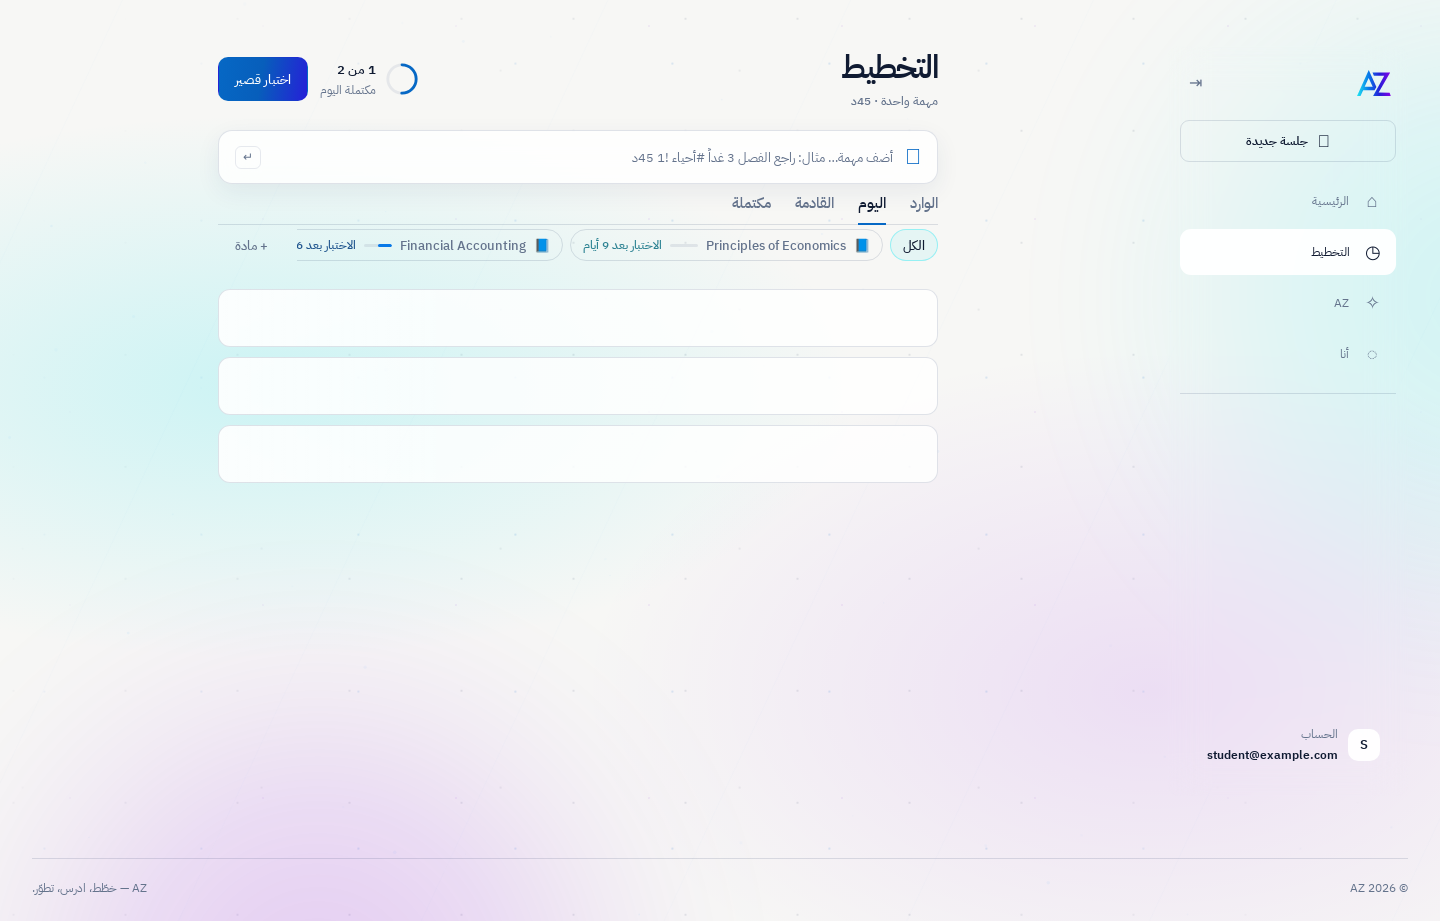 AZ
⇥
جلسة جديدة
الرئيسية
التخطيط
AZ
أنا
الحساب
S
student@example.com
التخطيط
مهمة واحدة · 45د
1 من 2
مكتملة اليوم
اختبار قصير
أضف مهمة... مثال: راجع الفصل 3 غداً #أحياء !1 45د
↵
الوارد
اليوم
القادمة
مكتملة
الكل
Principles of Economics الاختبار بعد 9 أيام
Financial Accounting الاختبار بعد 6
+ مادة
© 2026 AZ
AZ — خطّط، ادرس، تطوّر.